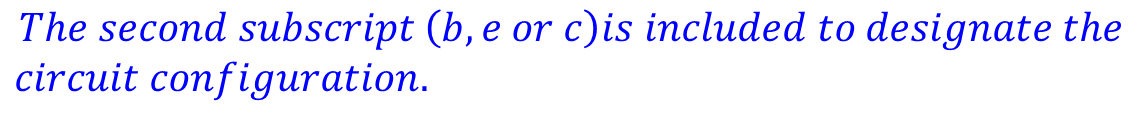 The second subscript (b, e or c)is included to designate the
circuit configuration.